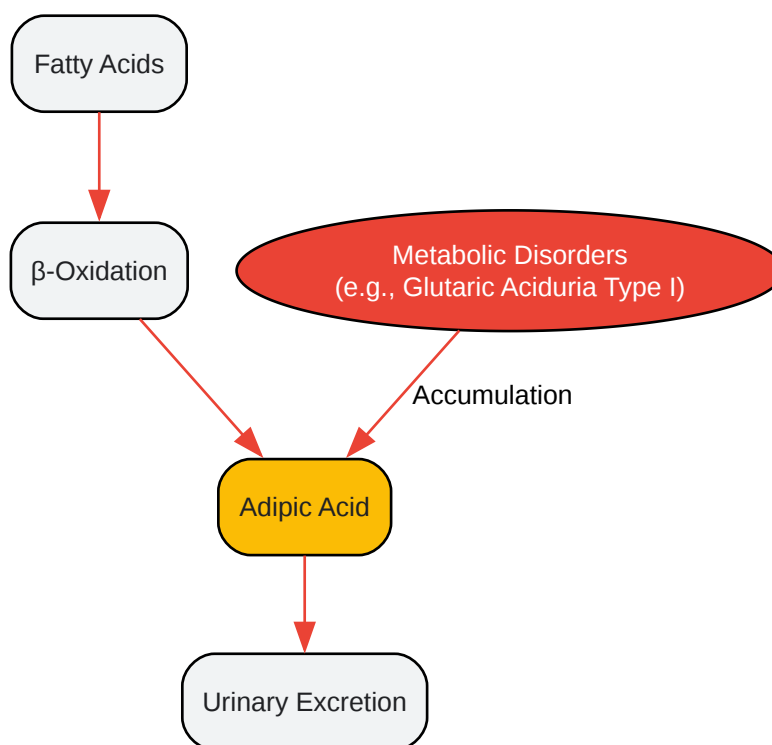 Fatty Acids
β-Oxidation
Metabolic Disorders
(e.g., Glutaric Aciduria Type I)
Accumulation
Adipic Acid
Urinary Excretion